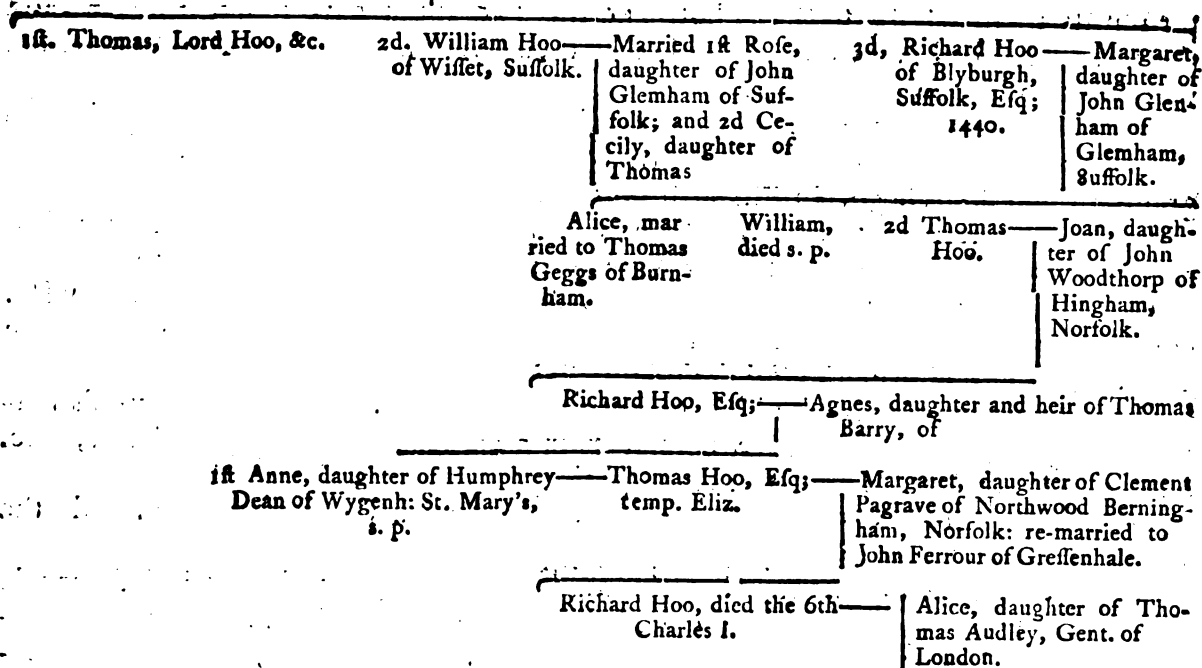 1ſt. Thomas, Lord Hoo, &c.
2d. William Hoo
of Wiſſet, Suffolk.
Married 1ſt Roſe,
daughter of John
Glemham of Suf-
folk; and 2d Ce-
cily, daughter of
Thomas
3d, Richard Hoo
of Blyburgh,
Suffolk, Eſq;
1440.
Margaret,
daughter of
John Glen-
ham of
Glemham,
Suffolk.
Alice, mar
ried to Thomas
Geggs of Burn-
ham.
William,
died s. p.
2d Thomas
Hoo.
Joan, daugh-
ter of John
Woodthorp of
Hingham,
Norfolk.
Richard Hoo, Eſq;
Agnes, daughter and heir of Thomas
Barry, of
1ſt Anne, daughter of Humphrey
Dean of Wygenh: St. Mary's,
s. p.
Thomas Hoo, Eſq;
temp. Eliz.
Margaret, daughter of Clement
Pagrave of Northwood Berning-
ham, Norfolk: re-married to
John Ferrour of Greſſenhale.
Richard Hoo, died the 6th
Charles I.
Alice, daughter of Tho-
mas Audley, Gent. of
London.